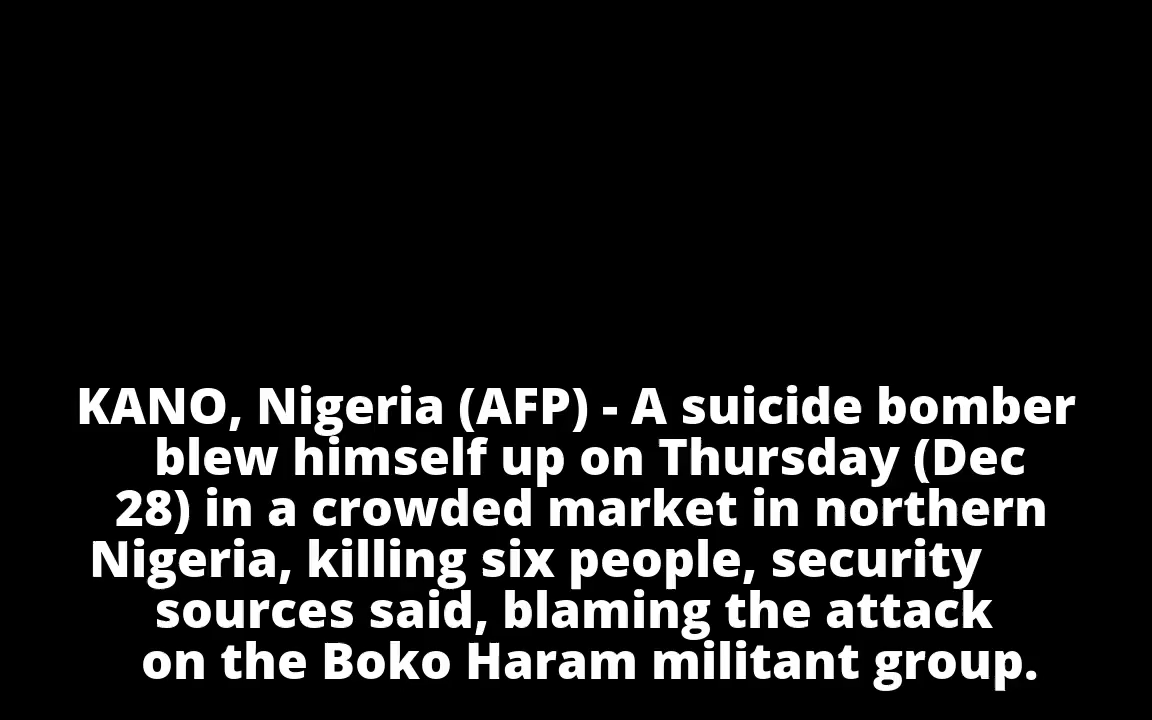 KANO, Nigeria (AFP) - A suicide bomber
blew himself up on Thursday (Dec
28) in a crowded market in northern
Nigeria, killing six people, security
sources said, blaming the attack
on the Boko Haram militant group.